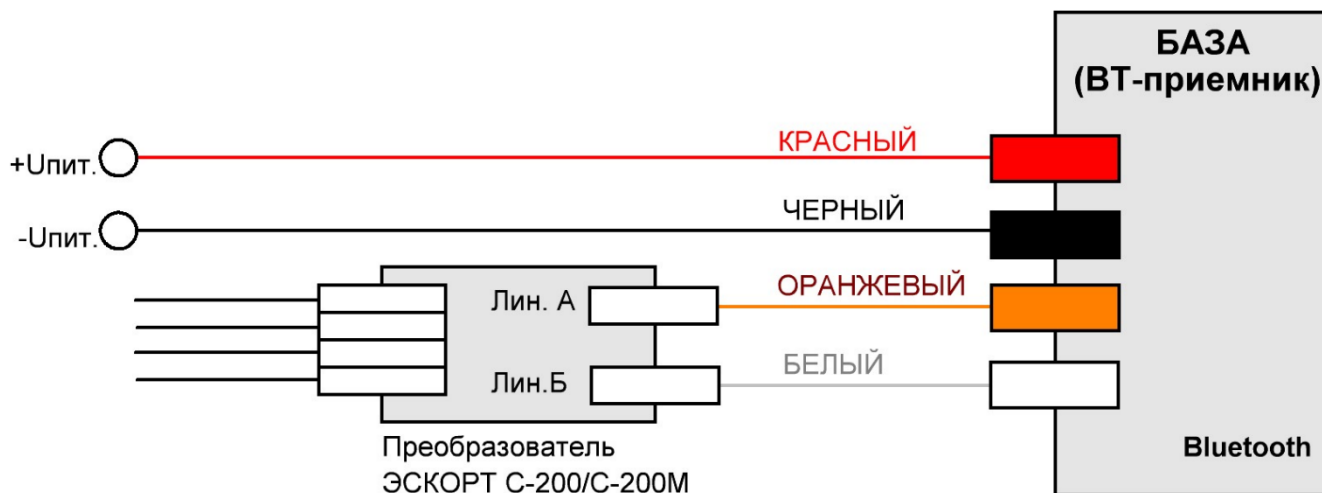 БАЗА
(BT-приемник)
КРАСНЫЙ
+Uпит.
ЧЕРНЫЙ
-Uпит.
ОРАНЖЕВЫЙ
Лин. А
БЕЛЫЙ
Лин.Б
Преобразователь
ЭСКОРТ С-200/С-200М
Bluetooth